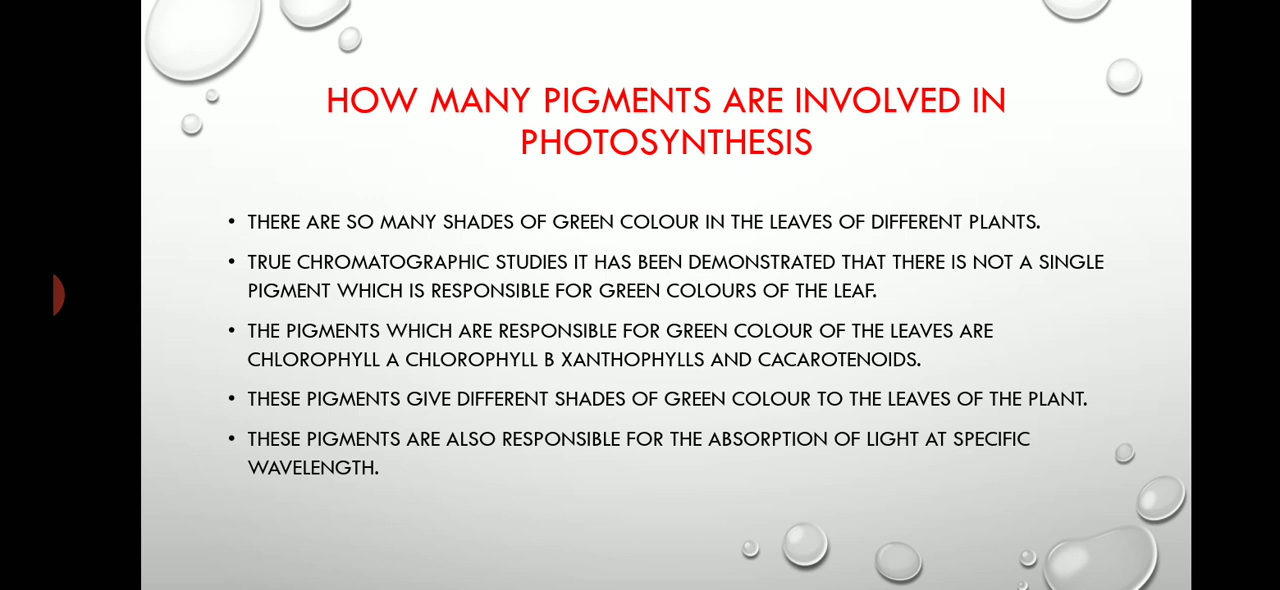 HOW MANY PIGMENTS ARE INVOLVED IN
PHOTOSYNTHESIS
• THERE ARE SO MANY SHADES OF GREEN COLOUR IN THE LEAVES OF DIFFERENT PLANTS.
• TRUE CHROMATOGRAPHIC STUDIES IT HAS BEEN DEMONSTRATED THAT THERE IS NOT A SINGLE
PIGMENT WHICH IS RESPONSIBLE FOR GREEN COLOURS OF THE LEAF.
• THE PIGMENTS WHICH ARE RESPONSIBLE FOR GREEN COLOUR OF THE LEAVES ARE
CHLOROPHYLL A CHLOROPHYLL B XANTHOPHYLLS AND CACAROTENOIDS.
• THESE PIGMENTS GIVE DIFFERENT SHADES OF GREEN COLOUR TO THE LEAVES OF THE PLANT.
• THESE PIGMENTS ARE ALSO RESPONSIBLE FOR THE ABSORPTION OF LIGHT AT SPECIFIC
WAVELENGTH.